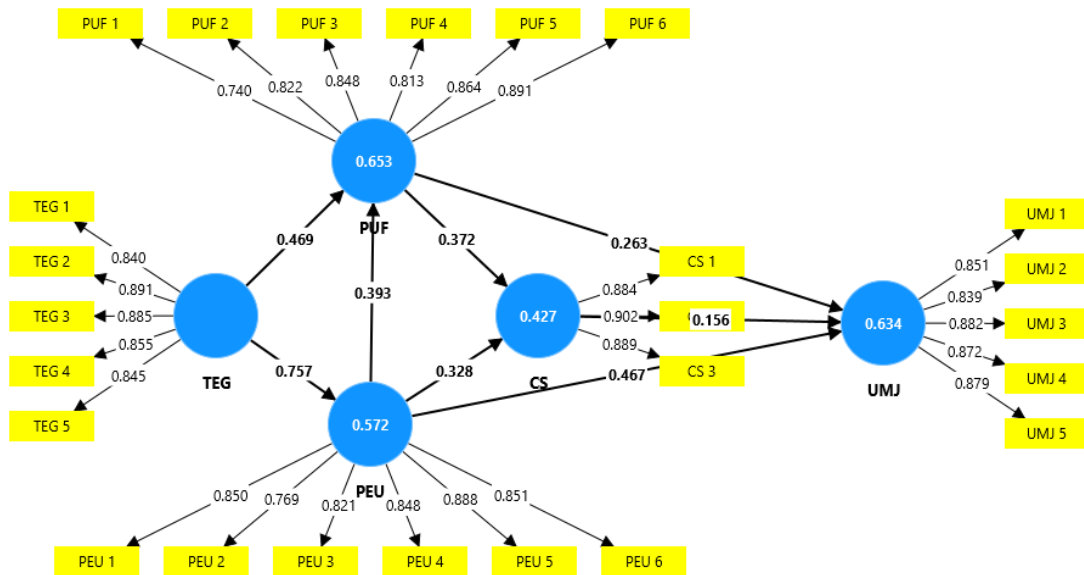 PUF 1 PUF 2 PUF 3 PUF 4 PUF 5 PUF 6
0.740 0.822 0.848 0.813 0.864 0.891
0.653
PUF
TEG 1
TEG 2
TEG 3
TEG 4
TEG 5
0.840
0.891
0.885
0.855
0.845
TEG
0.469
0.757
0.393
0.372
0.328
0.263
0.156
0.467
0.427
CS
0.884
0.902
0.889
CS 1
CS 3
0.634
UMJ
0.851
0.839
0.882
0.872
0.879
UMJ 1
UMJ 2
UMJ 3
UMJ 4
UMJ 5
0.572
PEU
0.850 0.769 0.821 0.848 0.888 0.851
PEU 1 PEU 2 PEU 3 PEU 4 PEU 5 PEU 6